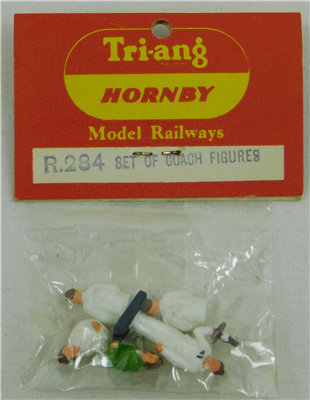 Tri-ang
HORNBY
Model Railways
R.284 SET OF COACH FIGURES